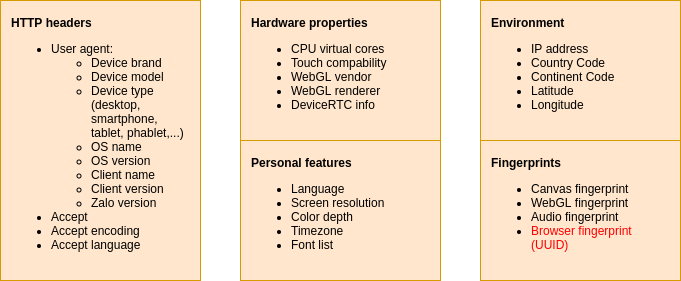 HTTP headers
User agent:
Device brand
Device model
Device type
(desktop,
smartphone,
tablet, phablet,...)
OS name
OS version
Client name
Client version
Zalo version
Accept
Accept encoding
Accept language
Hardware properties
CPU virtual cores
Touch compability
WebGL vendor
WebGL renderer
DeviceRTC info
Personal features
Language
Screen resolution
Color depth
Timezone
Font list
Environment
IP address
Country Code
Continent Code
Latitude
Longitude
Fingerprints
Canvas fingerprint
WebGL fingerprint
Audio fingerprint
Browser fingerprint
(UUID)